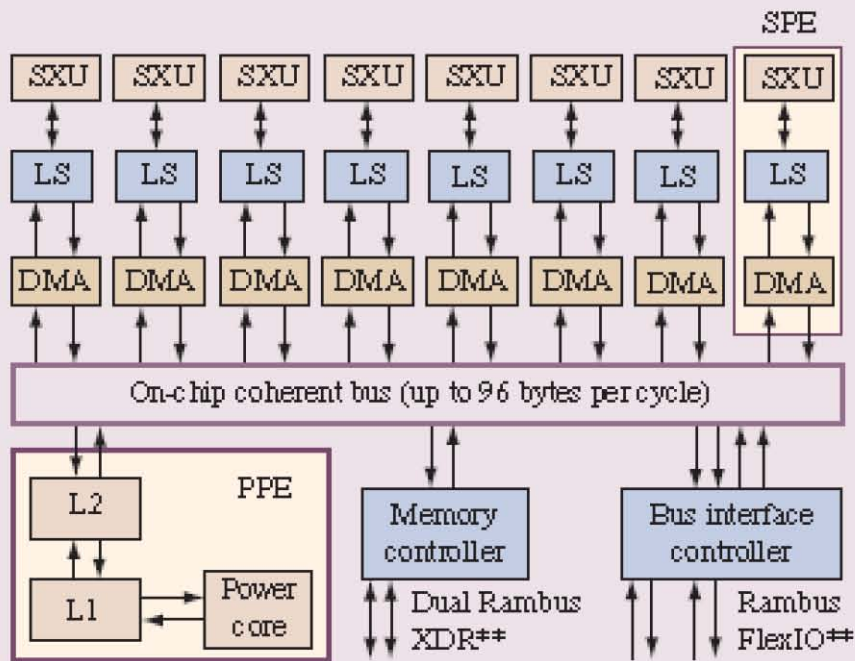 SPE
SXU SXU SXU SXU SXU SXU SXU SXU
LS LS LS LS LS LS LS LS
DMA DMA DMA DMA DMA DMA DMA DMA
On-chip coherent bus (up to 96 bytes per cycle)
PPE
L2
L1
Power
core
Memory
controller
Dual Rambus
XDR**
Bus interface
controller
Rambus
FlexIO**